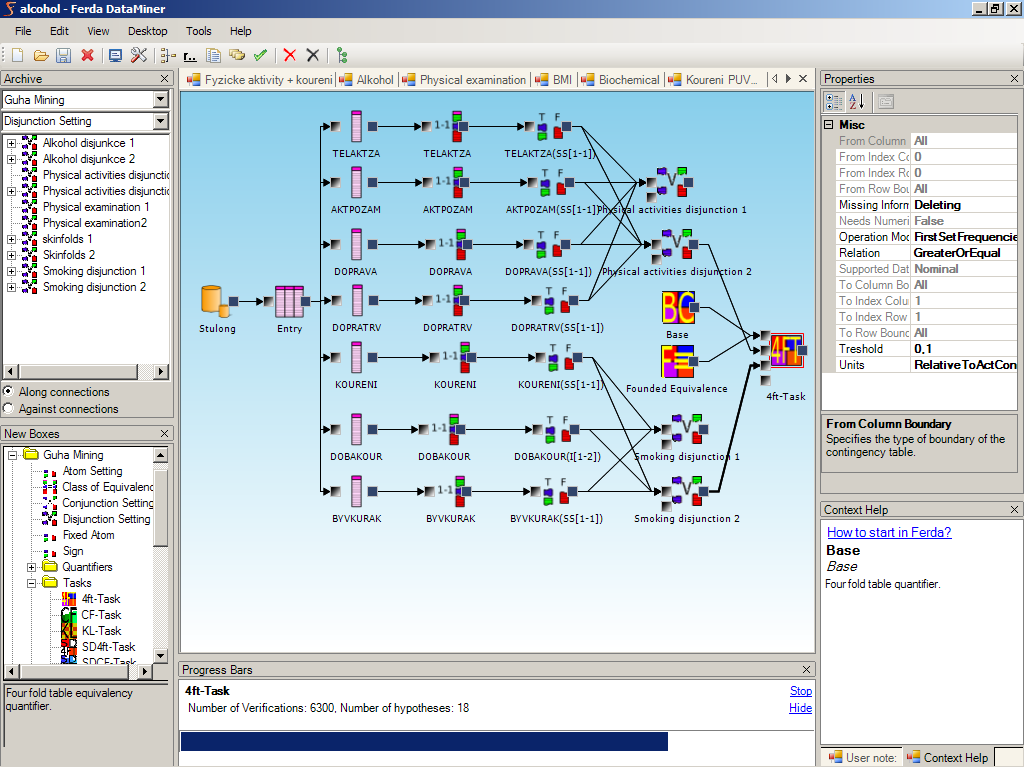 alcohol - Ferda DataMiner
File Edit View Desktop Tools Help
Archive
Guha Mining
Disjunction Setting
Alkohol disjunkce 1
Alkohol disjunkce 2
Physical activities disjuncti
Physical activities disjuncti
Physical examination 1
Physical examination2
skinfolds 1
Skinfolds 2
Smoking disjunction 1
Smoking disjunction 2
Along connections
Against connections
New Boxes
Guha Mining
Atom Setting
Class of Equivalenc
Conjunction Setting
Disjunction Setting
Fixed Atom
Sign
Quantifiers
Tasks
4ft-Task
CF-Task
KL-Task
SD4ft-Task
SDCF-Task
Four fold table equivalency
quantifier.
Fyzicke aktivity + koureni Alkohol Physical examination BMI Biochemical Koureni PUV...
TELAKTZA TELAKTZA TELAKTZA(SS[1-1])
AKTPOZAM AKTPOZAM AKTPOZAM(SS[1-1]) Physical activities disjunction 1
DOPRAVA DOPRAVA DOPRAVA(SS[1-1]) Physical activities disjunction 2
Stulong Entry DOPRATRV DOPRATRV DOPRATRV(SS[1-1]) Base
KOURENI KOURENI KOURENI(SS[1-1]) Founded Equivalence
4ft-Task
DOBAKOUR DOBAKOUR DOBAKOUR(I[1-2]) Smoking disjunction 1
BYVKURAK BYVKURAK BYVKURAK(SS[1-1]) Smoking disjunction 2
Progress Bars
4ft-Task Stop
Number of Verifications: 6300, Number of hypotheses: 18 Hide
Properties
Misc
From Column All
From Index Co 0
From Index Ro 0
From Row Bou All
Missing Inform Deleting
Needs Numeri False
Operation Mod FirstSetFrequencie
Relation GreaterOrEqual
Supported Dat Nominal
To Column Bo All
To Index Colu 1
To Index Row 1
To Row Bound All
Treshold 0,1
Units RelativeToActCon
From Column Boundary
Specifies the type of boundary of the
contingency table.
Context Help
How to start in Ferda?
Base
Base
Four fold table quantifier.
User note: Context Help